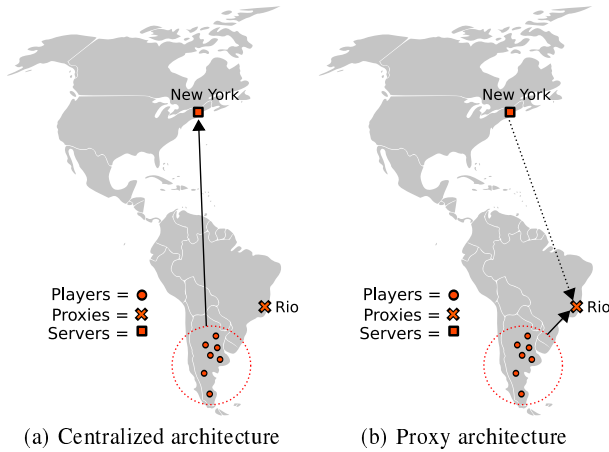 New York
Players =
Proxies =
Servers =
Rio
(a) Centralized architecture
New York
Players =
Proxies =
Servers =
Rio
(b) Proxy architecture